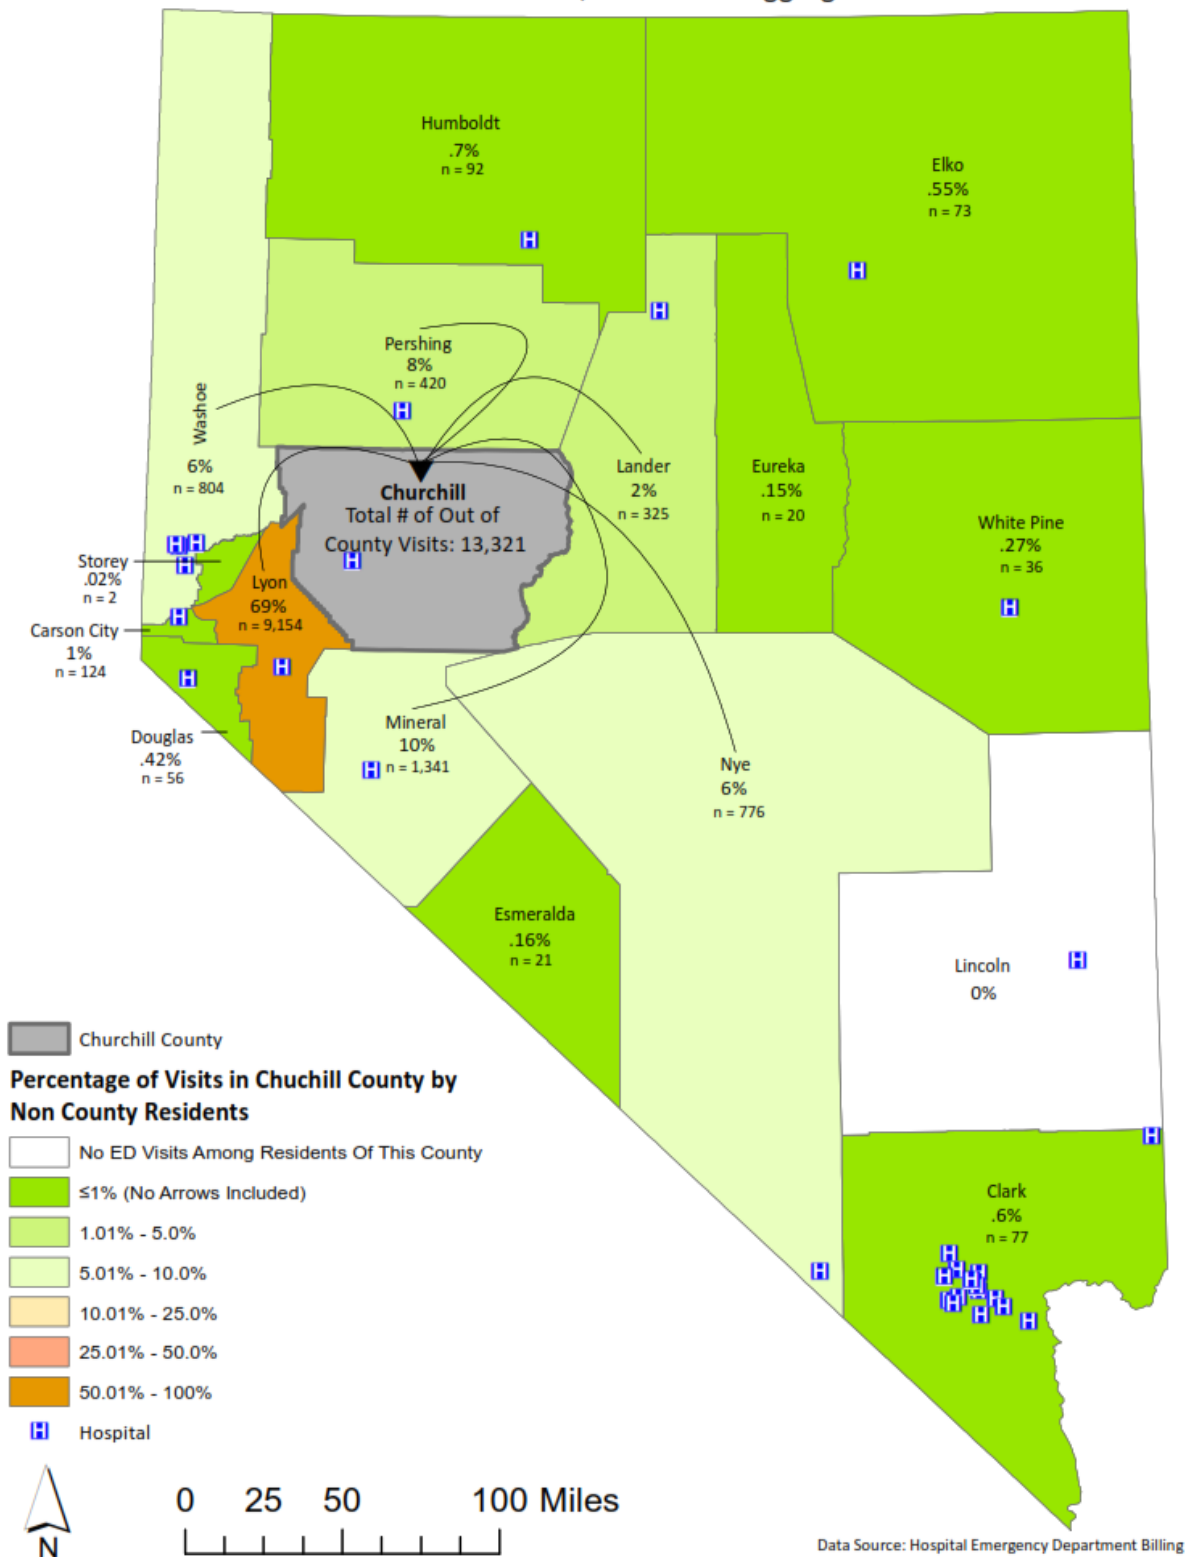 Humboldt
.7%
n = 92
Elko
.55%
n = 73
Pershing
8%
n = 420
Washoe
6%
n = 804
Lander
2%
n = 325
Eureka
.15%
n = 20
White Pine
.27%
n = 36
Churchill
Total # of Out of
County Visits: 13,321
Storey
.02%
n = 2
Lyon
69%
n = 9,154
Carson City
1%
n = 124
Douglas
.42%
n = 56
Mineral
10%
n = 1,341
Nye
6%
n = 776
Esmeralda
.16%
n = 21
Lincoln
0%
Clark
.6%
n = 77
Churchill County
Percentage of Visits in Chuchill County by
Non County Residents
No ED Visits Among Residents Of This County
≤1% (No Arrows Included)
1.01% - 5.0%
5.01% - 10.0%
10.01% - 25.0%
25.01% - 50.0%
50.01% - 100%
H Hospital
N
0 25 50 100 Miles
Data Source: Hospital Emergency Department Billing